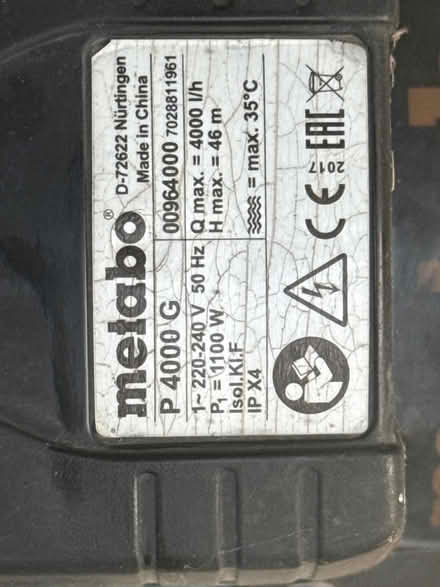 metabo®
D-72622 Nürtingen
Made in China
P 4000 G
00964000 7028811961
1~ 220-240 V 50 Hz
Q max. = 4000 l/h
P₁ = 1100 W
H max. = 46 m
Isol.Kl.F
IP X4
= max. 35°C
CE EAC
2017